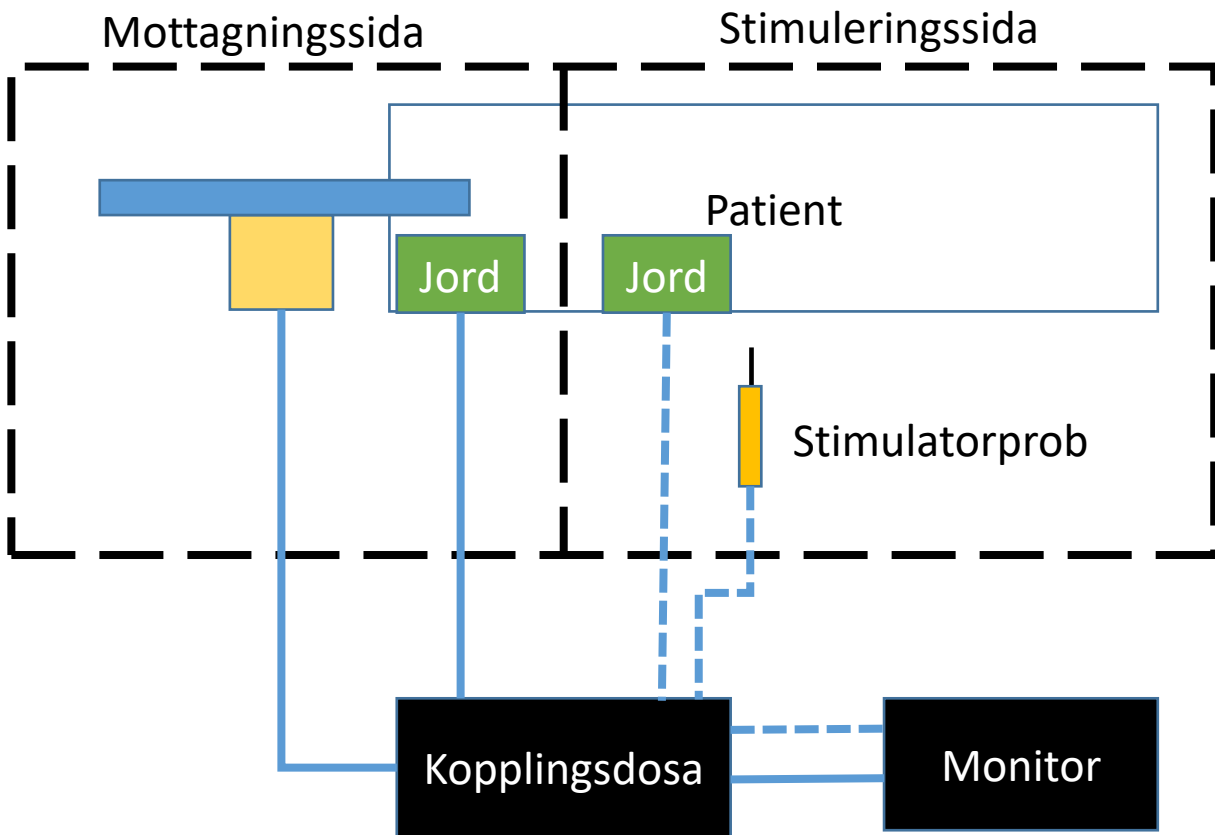 Mottagningssida
Stimuleringssida
Patient
Jord
Jord
Stimulatorprob
Kopplingsdosa
Monitor